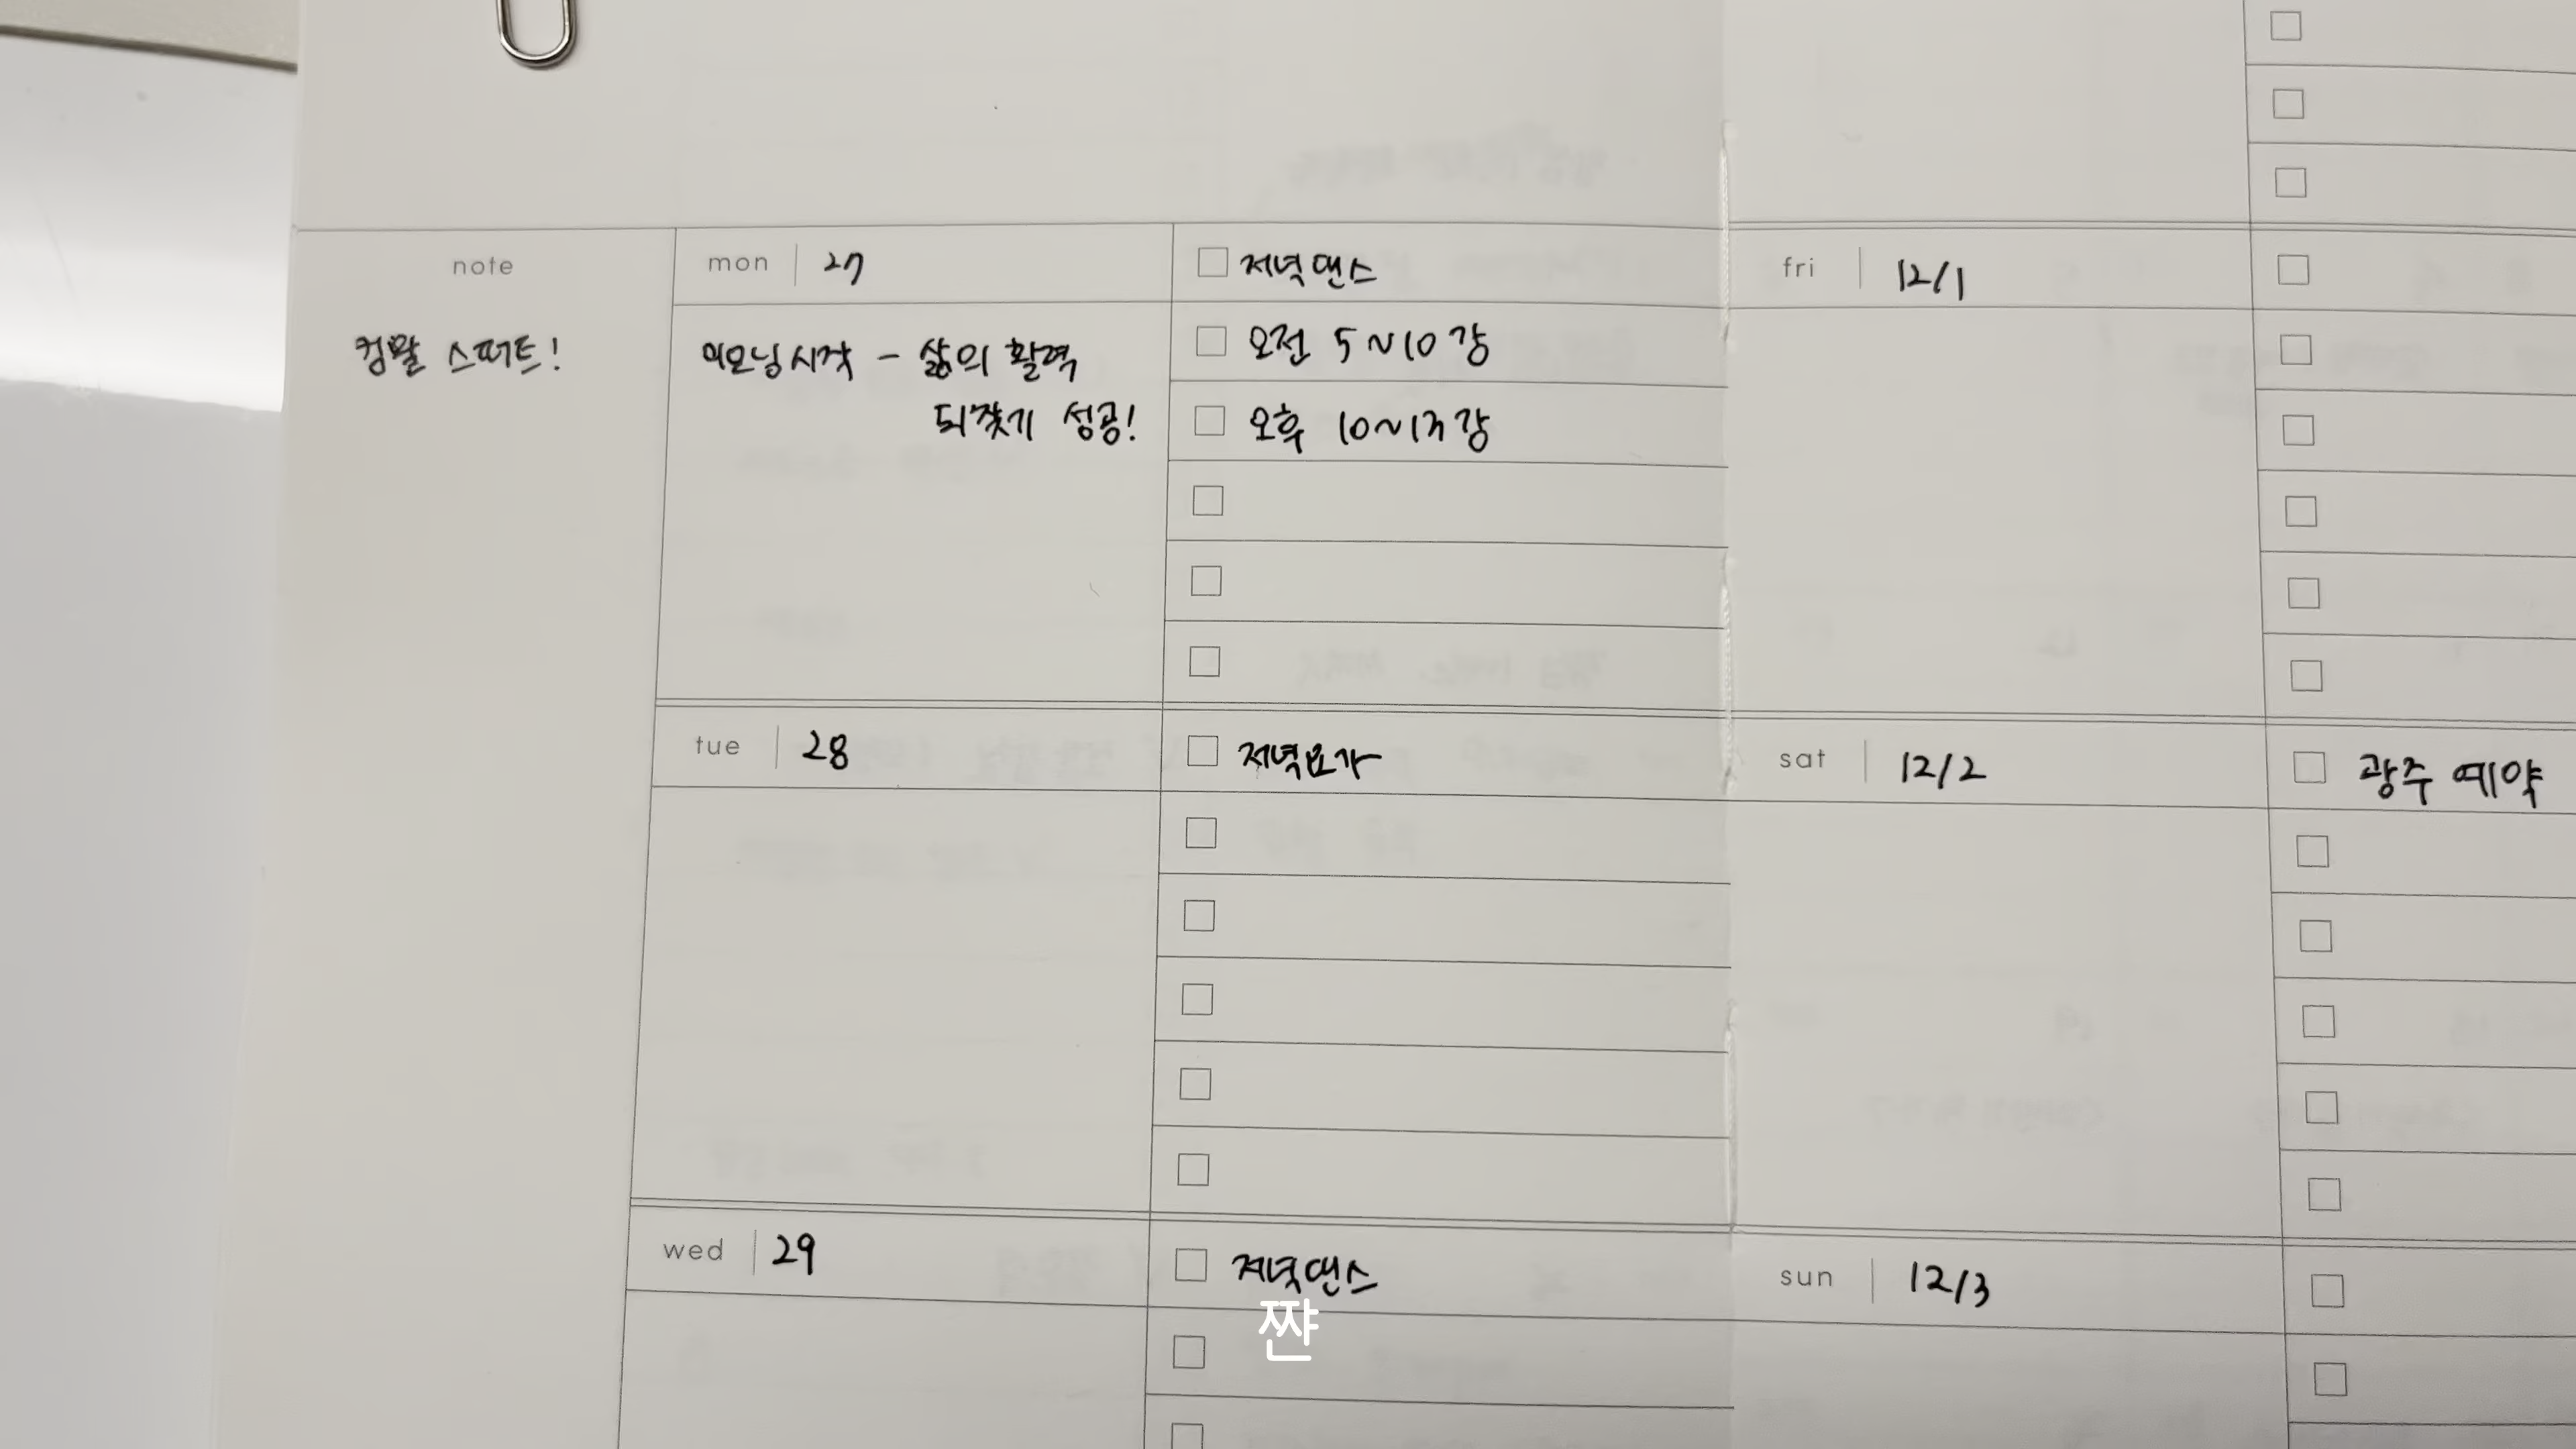 note
컴활 스퍼트!
mon 27
미모닝 시작 - 삶의 활력
되찾기 성공!
저녁댄스
오전 5~10강
오후 10~17강
tue 28
저녁요가
wed 29
저녁댄스
fri 12/1
sat 12/2
광주 예약
sun 12/3
짠